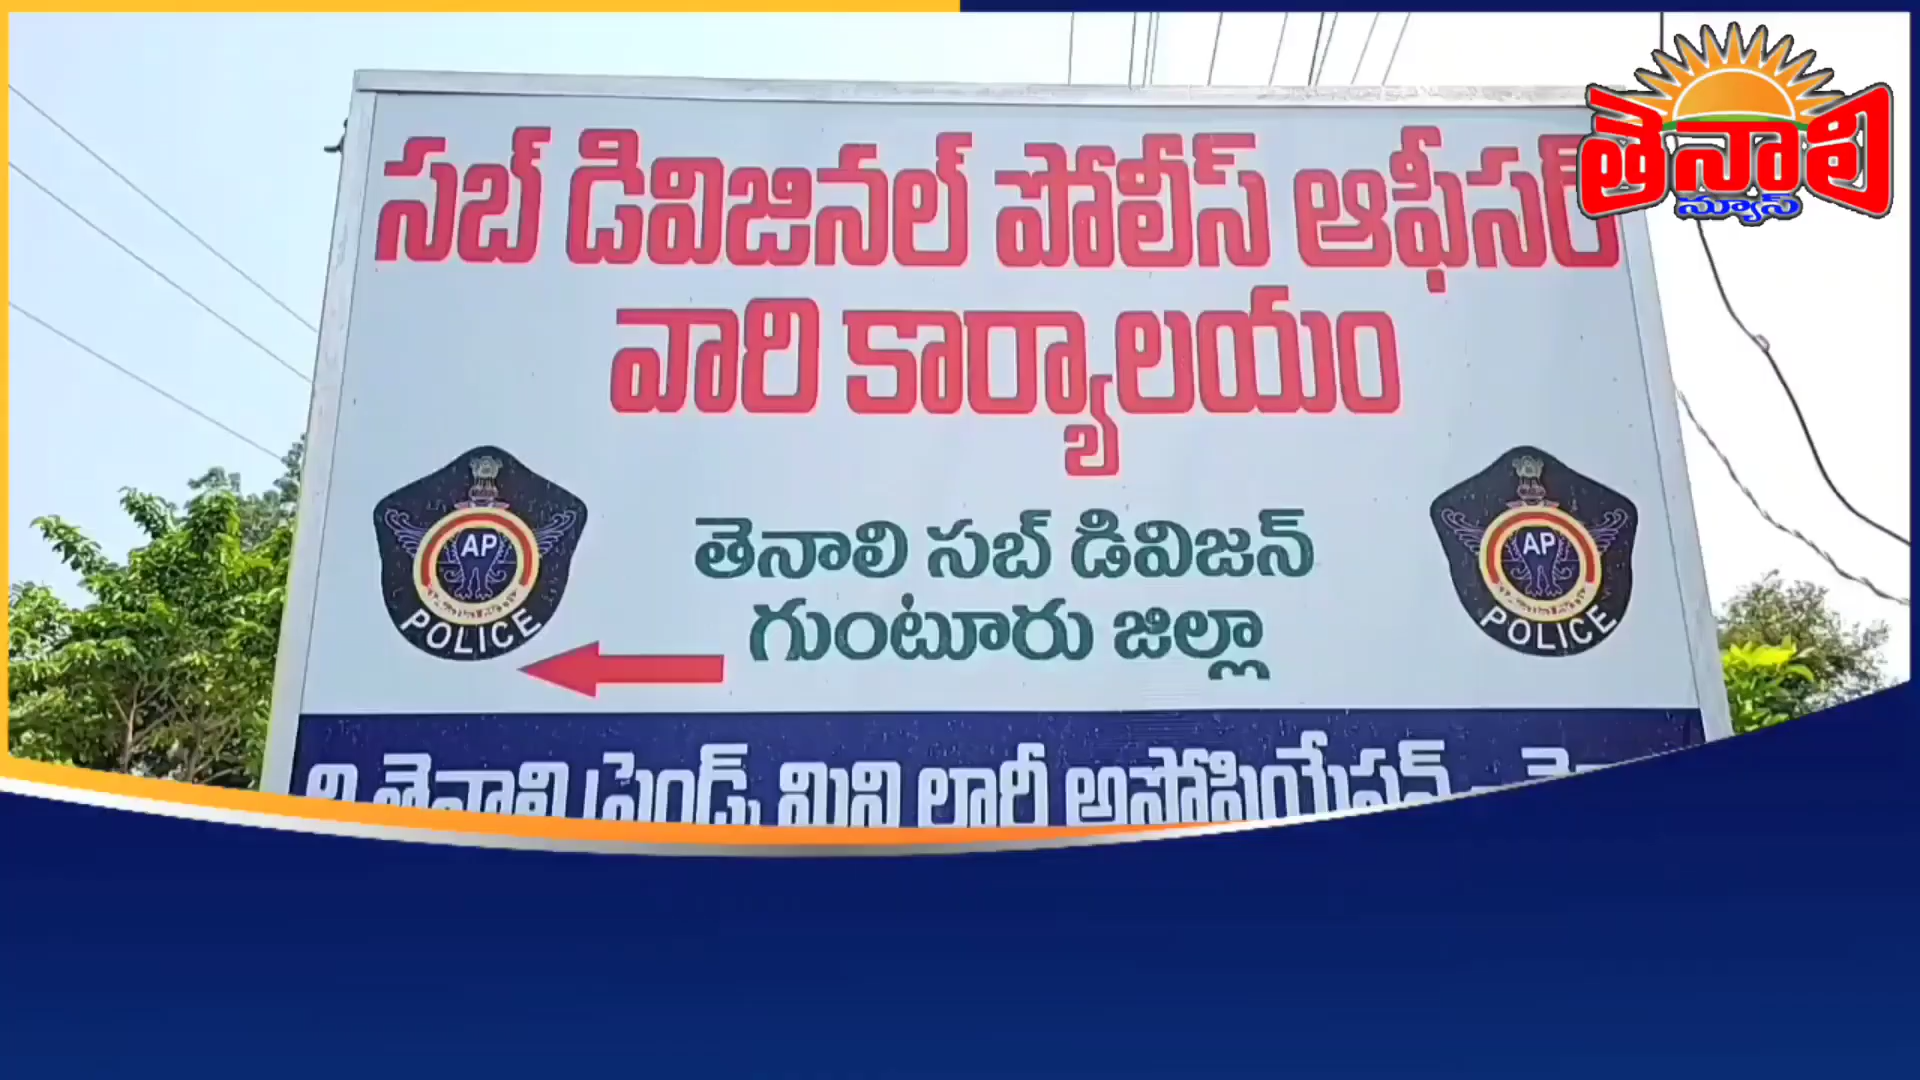 తెనాలి
న్యూస్
సబ్ డివిజినల్ పోలీస్ ఆఫీసర్
వారి కార్యాలయం
AP
POLICE
AP
POLICE
తెనాలి సబ్ డివిజన్
గుంటూరు జిల్లా
ది తెనాలి ఫ్రెండ్స్ మిని లారీ అసోసియేషన్ -